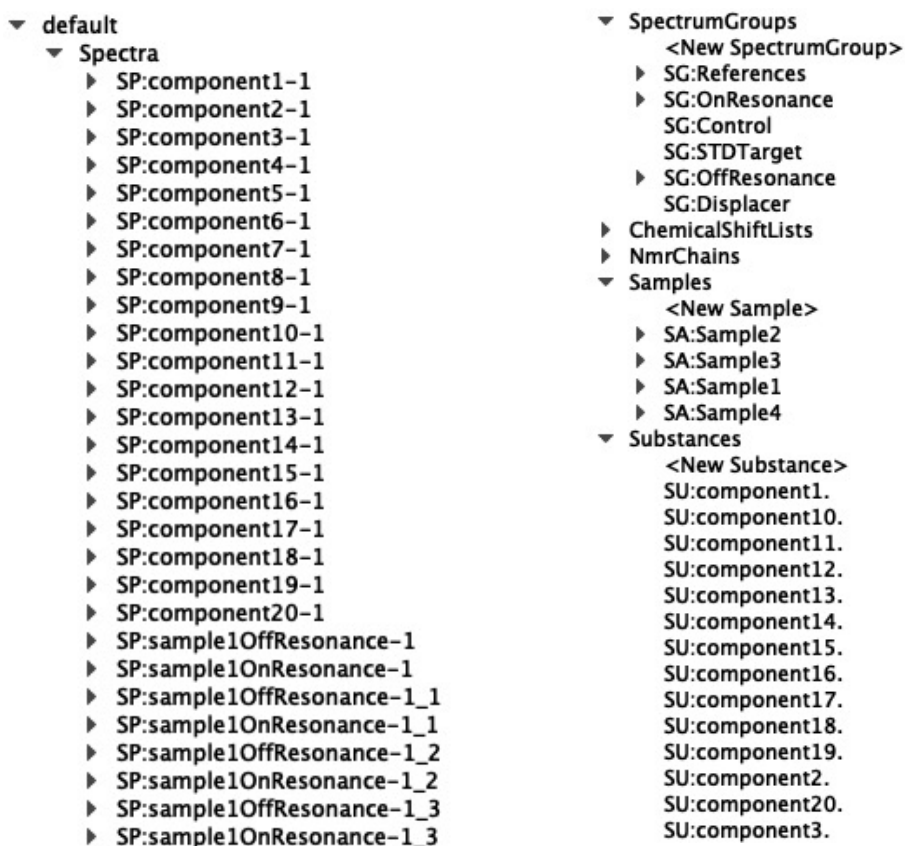 default
Spectra
SP:component1-1
SP:component2-1
SP:component3-1
SP:component4-1
SP:component5-1
SP:component6-1
SP:component7-1
SP:component8-1
SP:component9-1
SP:component10-1
SP:component11-1
SP:component12-1
SP:component13-1
SP:component14-1
SP:component15-1
SP:component16-1
SP:component17-1
SP:component18-1
SP:component19-1
SP:component20-1
SP:sample1OffResonance-1
SP:sample1OnResonance-1
SP:sample1OffResonance-1_1
SP:sample1OnResonance-1_1
SP:sample1OffResonance-1_2
SP:sample1OnResonance-1_2
SP:sample1OffResonance-1_3
SP:sample1OnResonance-1_3
SpectrumGroups
<New SpectrumGroup>
SG:References
SG:OnResonance
SG:Control
SG:STDTarget
SG:OffResonance
SG:Displacer
ChemicalShiftLists
NmrChains
Samples
<New Sample>
SA:Sample2
SA:Sample3
SA:Sample1
SA:Sample4
Substances
<New Substance>
SU:component1.
SU:component10.
SU:component11.
SU:component12.
SU:component13.
SU:component14.
SU:component15.
SU:component16.
SU:component17.
SU:component18.
SU:component19.
SU:component2.
SU:component20.
SU:component3.